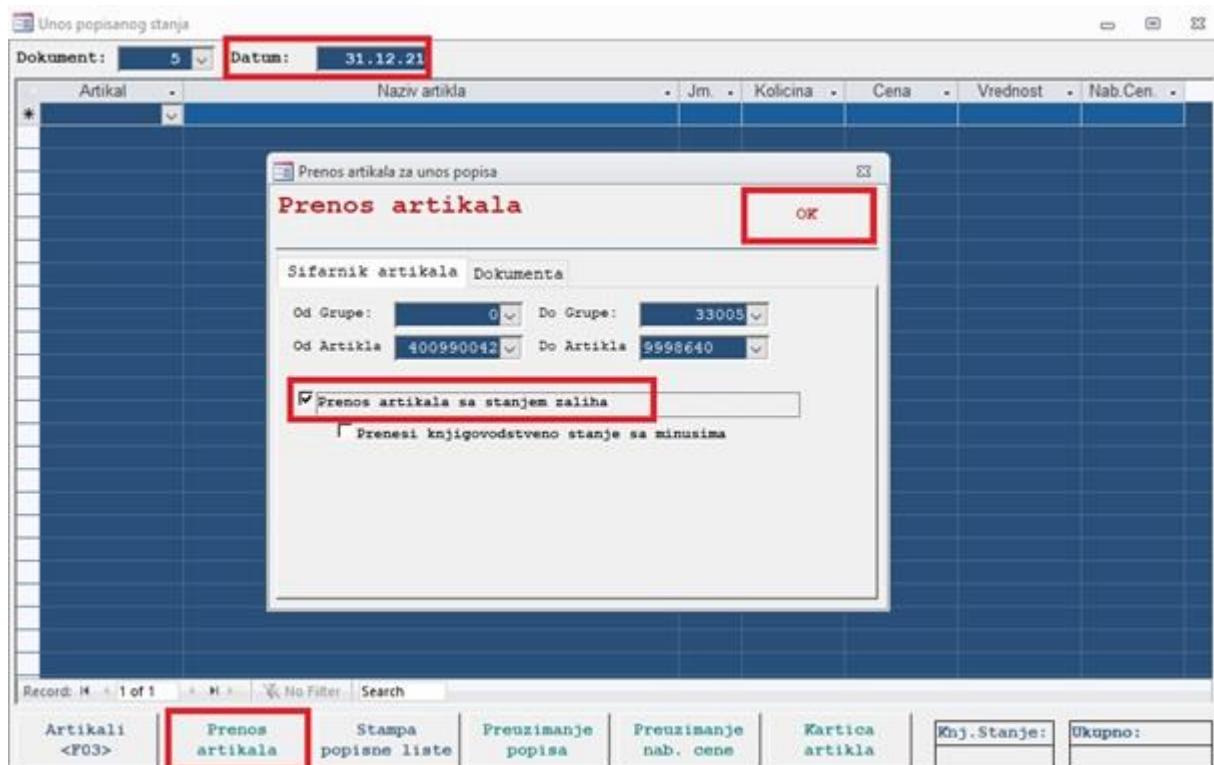 Unos popisanog stanja
Dokument: 5 Datum: 31.12.21
Artikal Naziv artikla Jm. Kolicina Cena Vrednost Nab.Cen.
Prenos artikala za unos popisa
Prenos artikala
OK
Sifarnik artikala Dokumenta
Od Grupe: 0 Do Grupe: 33005
Od Artikla 400990042 Do Artikla 9998640
Prenos artikala sa stanjem zaliha
Prenesi knjigovodstveno stanje sa minusima
Record: 1 of 1 No Filter Search
Artikali Prenos Stampa Preuzimanje Preuzimanje Kartica Knj.Stanje: Ukupno:
<F03> artikala popisne liste popisa nab. cene artikla